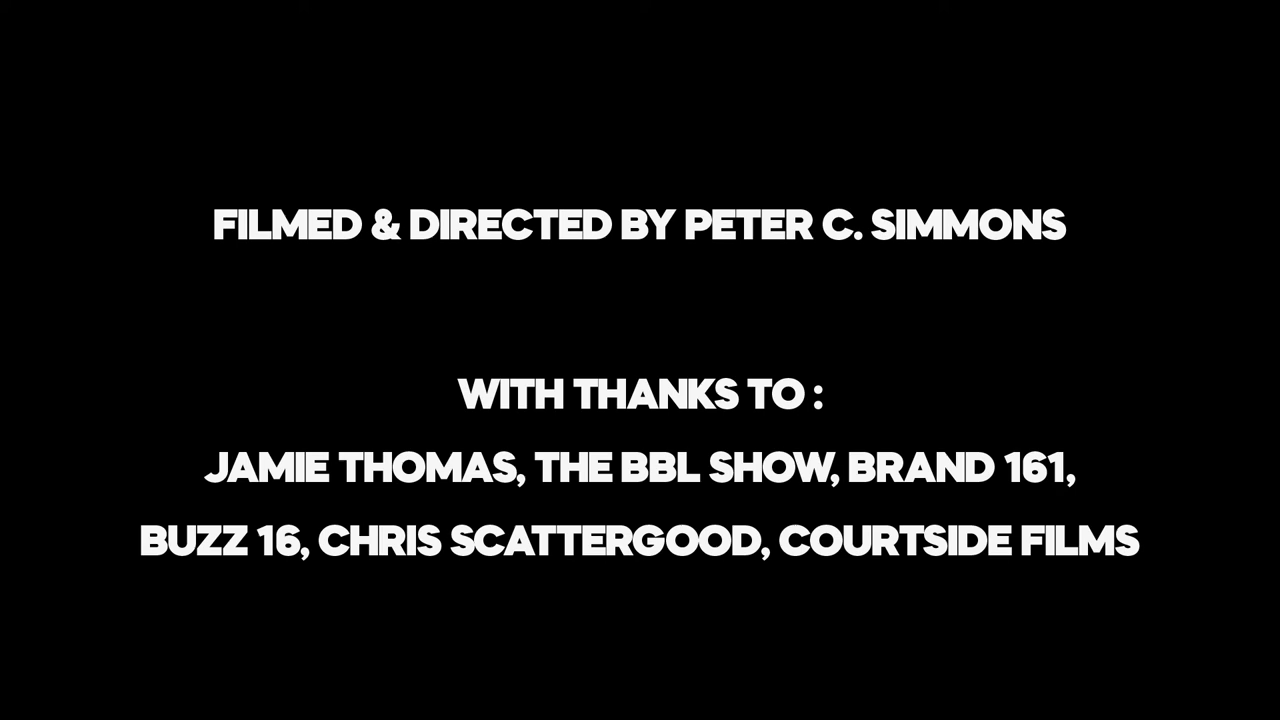 FILMED & DIRECTED BY PETER C. SIMMONS
WITH THANKS TO :
JAMIE THOMAS, THE BBL SHOW, BRAND 161,
BUZZ 16, CHRIS SCATTERGOOD, COURTSIDE FILMS